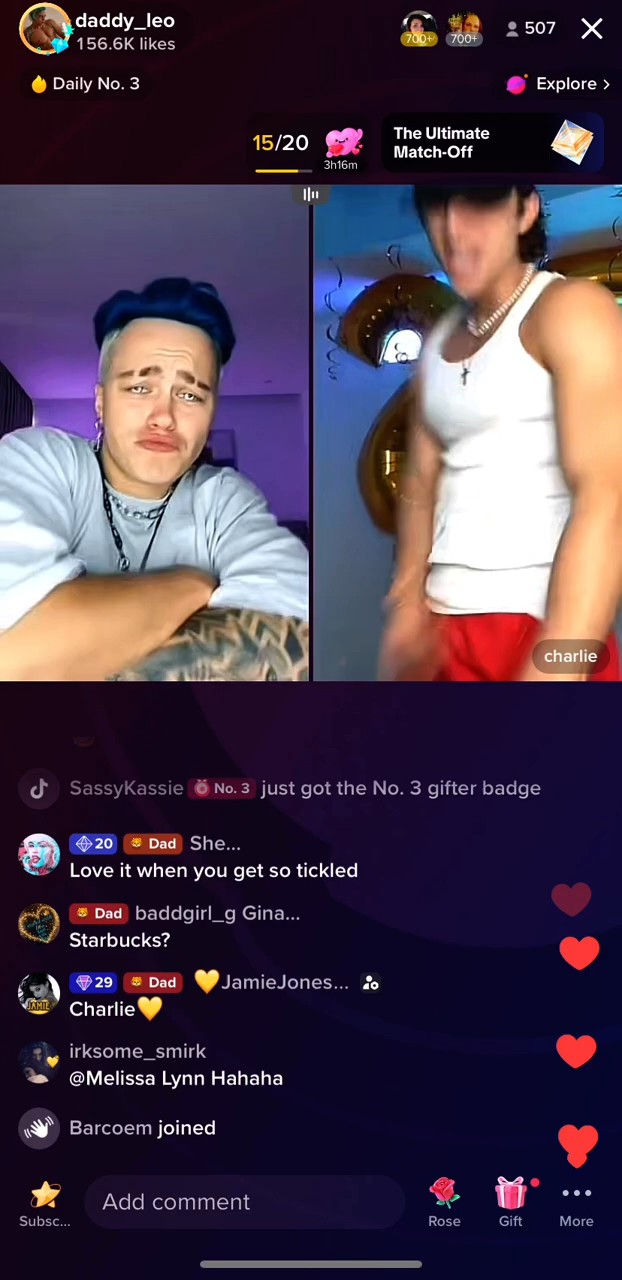 daddy_leo
156.6K likes
700+
700+
507
Daily No. 3
Explore >
15/20
3h16m
The Ultimate
Match-Off
charlie
SassyKassie No. 3 just got the No. 3 gifter badge
20 Dad She...
Love it when you get so tickled
Dad baddgirl_g Gina...
Starbucks?
29 Dad 💛JamieJones...
JAMIE
Charlie💛
irksome_smirk
@Melissa Lynn Hahaha
Barcoem joined
Subsc...
Add comment
Rose
Gift
More